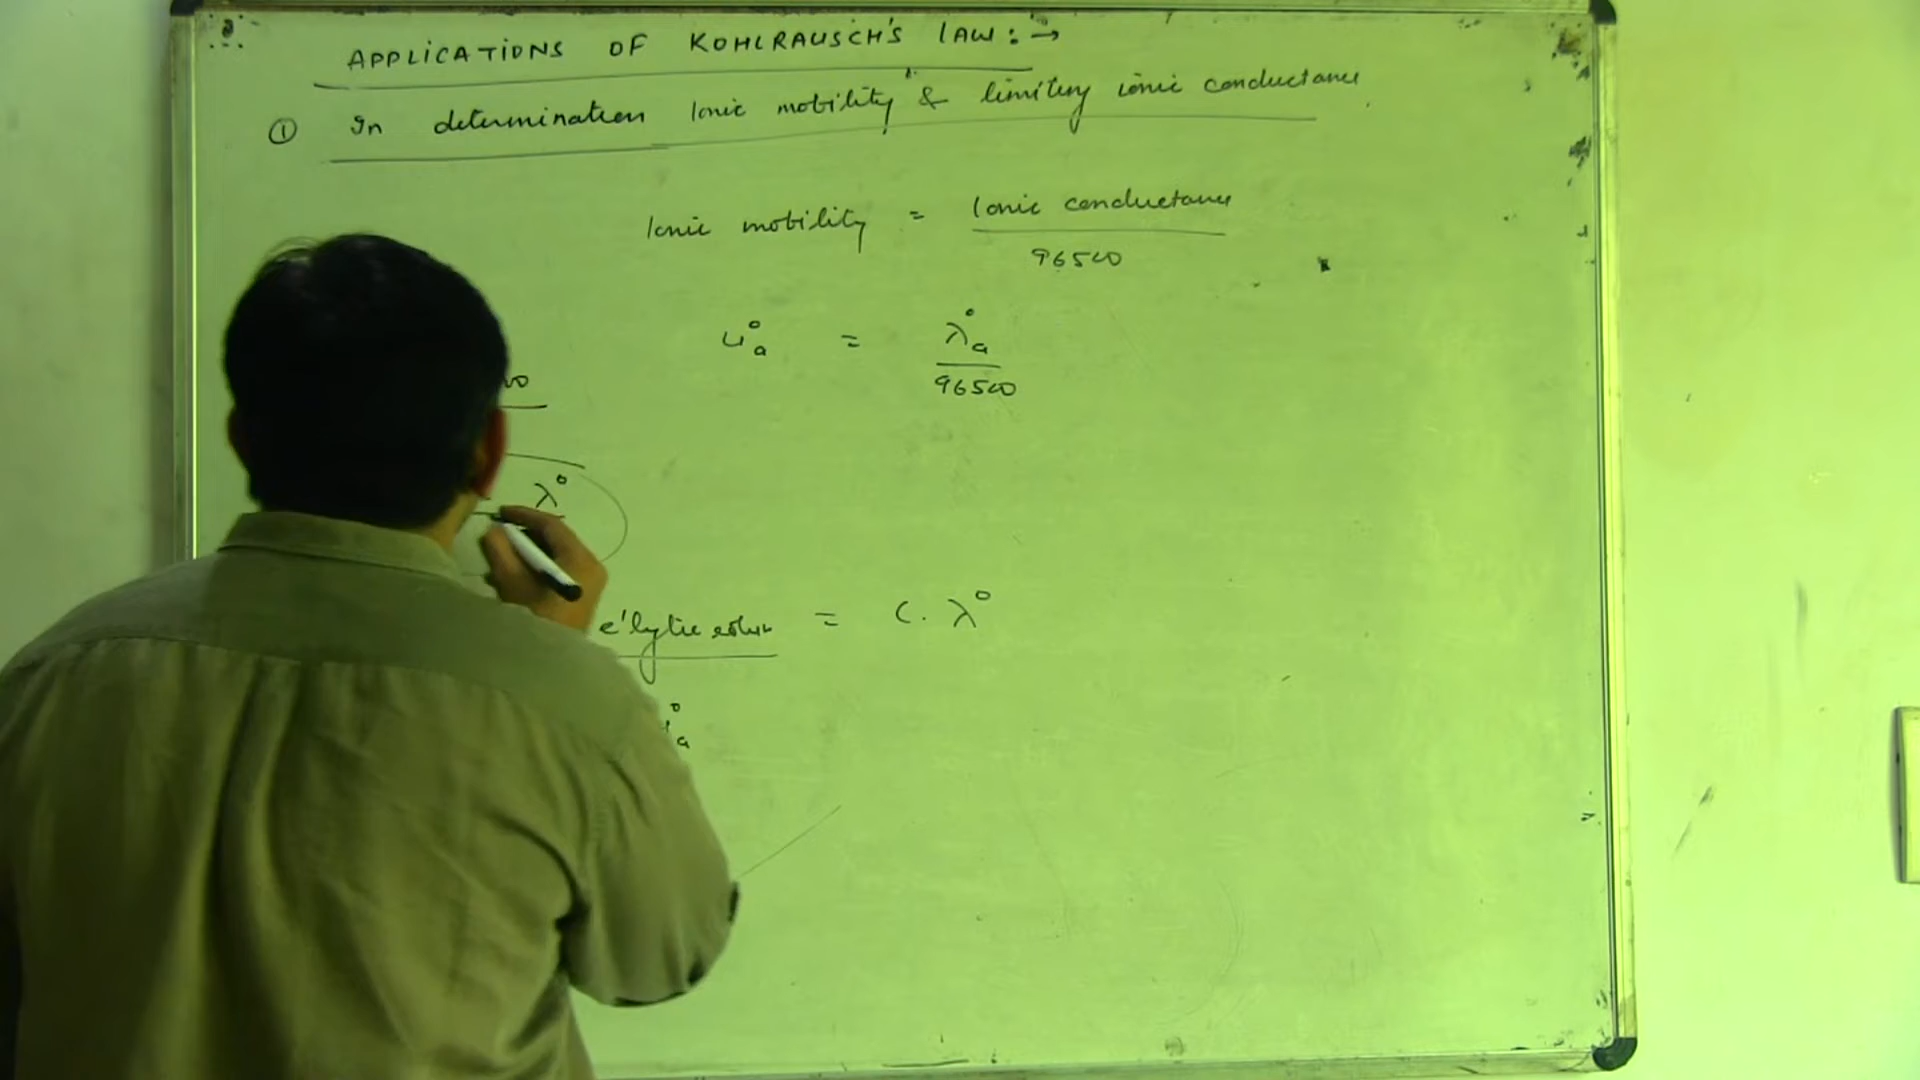 APPLICATIONS OF KOHLRAUSCH'S LAW:→
① In determination Ionic mobility & limiting ionic conductance
Ionic mobility = Ionic conductance
96500
u°a = λ°a
96500
λ°
e'lytic soln = C. λ°
°a